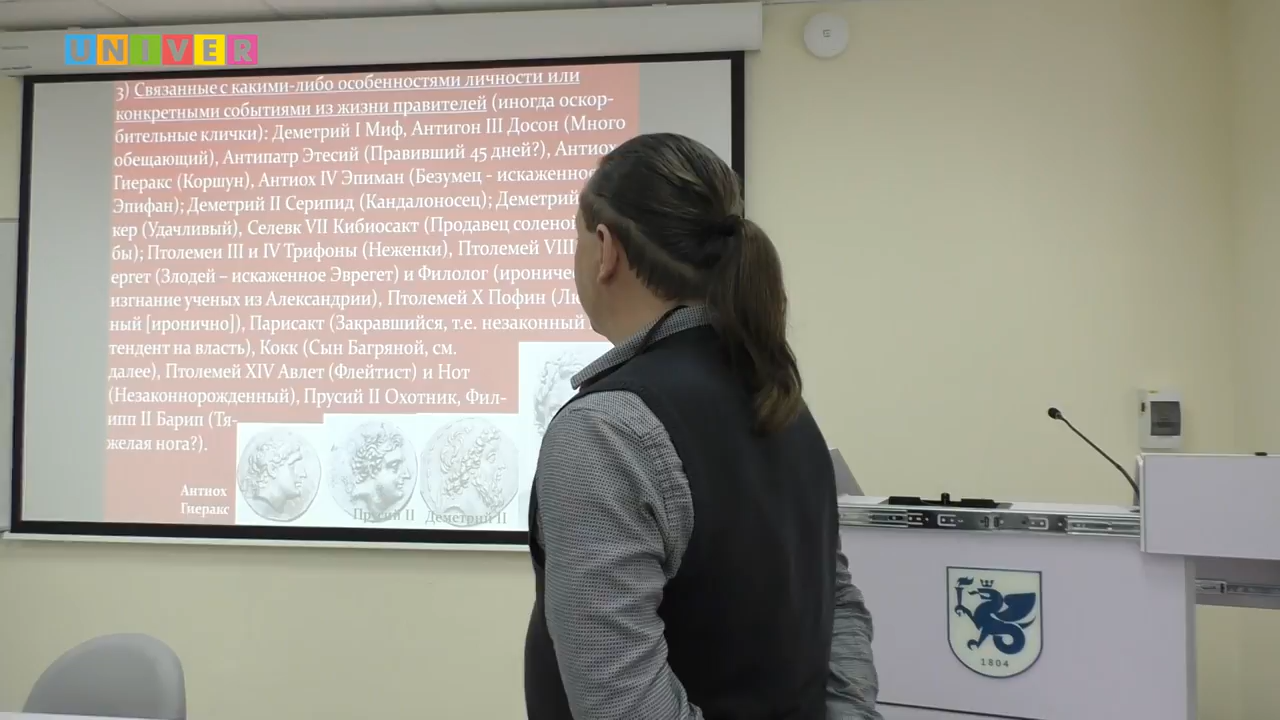 UNIVER
3) Связанные с какими-либо особенностями личности или
конкретными событиями из жизни правителей (иногда оскор-
бительные клички): Деметрий I Миф, Антигон III Досон (Много
обещающий), Антипатр Этесий (Правивший 45 дней?), Антиох
Гиеракс (Коршун), Антиох IV Эпиман (Безумец - искаженное
Эпифан); Деметрий II Серипид (Кандалоносец); Деметрий
кер (Удачливый), Селевк VII Кибиосакт (Продавец соленой
бы); Птолемеи III и IV Трифоны (Неженки), Птолемей VIII
ергет (Злодей – искаженное Эврегет) и Филолог (ирониче
изгнание ученых из Александрии), Птолемей X Пофин (Лю
ный [иронично]), Парисакт (Закравшийся, т.е. незаконный
тендент на власть), Кокк (Сын Багряной, см.
далее), Птолемей XIV Авлет (Флейтист) и Нот
(Незаконнорожденный), Прусий II Охотник, Фил-
ипп II Барип (Тя-
желая нога?).
Антиох
Гиеракс
Прусий II Деметрий II
1804